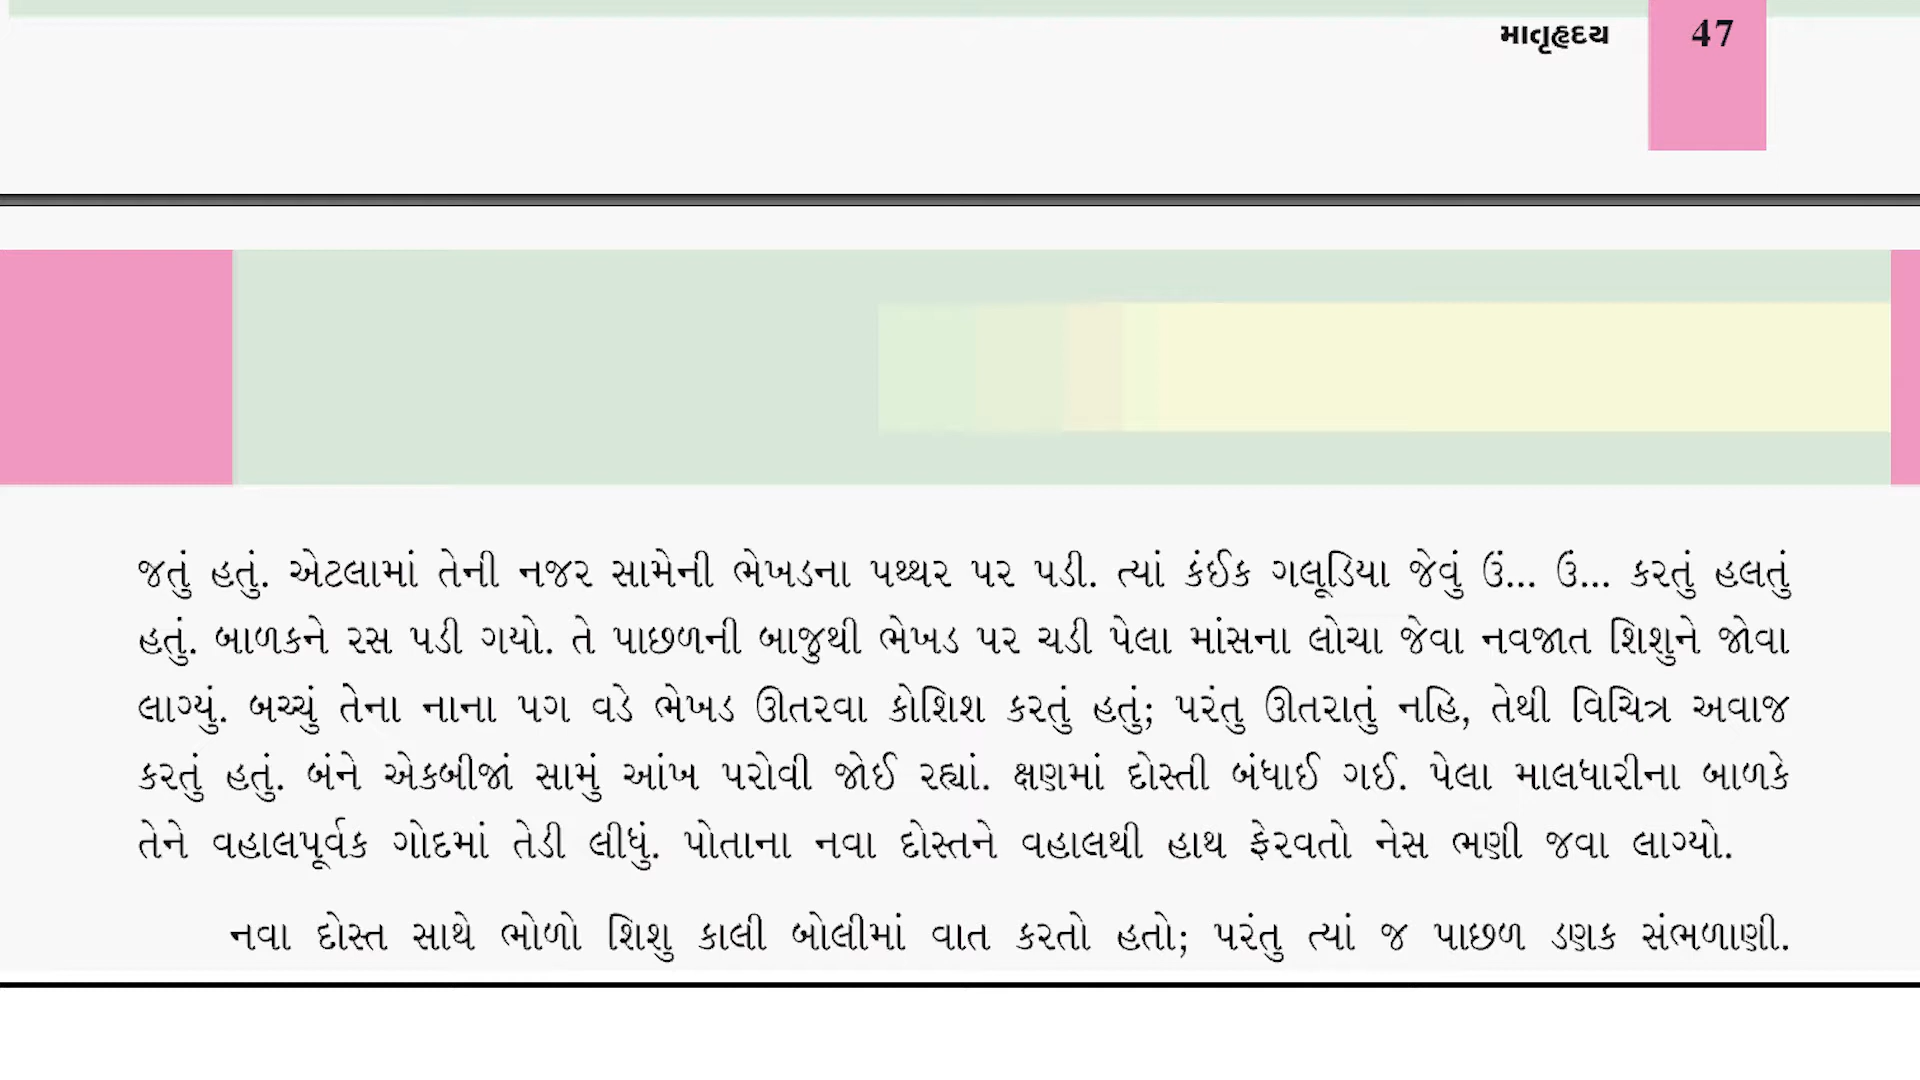 માતૃહૃદય 47
જતું હતું. એટલામાં તેની નજર સામેની ભેખડના પથ્થર પર પડી. ત્યાં કંઈક ગલૂડિયા જેવું ઉં... ઉં... કરતું હલતું
હતું. બાળકને રસ પડી ગયો. તે પાછળની બાજુથી ભેખડ પર ચડી પેલા માંસના લોચા જેવા નવજાત શિશુને જોવા
લાગ્યું. બચ્ચું તેના નાના પગ વડે ભેખડ ઊતરવા કોશિશ કરતું હતું; પરંતુ ઊતરાતું નહિ, તેથી વિચિત્ર અવાજ
કરતું હતું. બંને એકબીજાં સામું આંખ પરોવી જોઈ રહ્યાં. ક્ષણમાં દોસ્તી બંધાઈ ગઈ. પેલા માલધારીના બાળકે
તેને વહાલપૂર્વક ગોદમાં તેડી લીધું. પોતાના નવા દોસ્તને વહાલથી હાથ ફેરવતો નેસ ભણી જવા લાગ્યો.
નવા દોસ્ત સાથે ભોળો શિશુ કાલી બોલીમાં વાત કરતો હતો; પરંતુ ત્યાં જ પાછળ ડણક સંભળાણી.